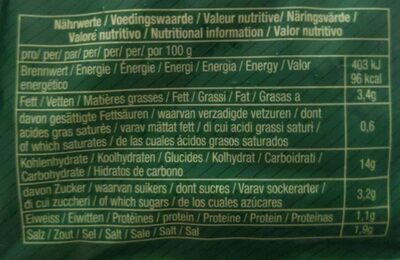 Nährwerte / Voedingswaarde / Valeur nutritive/ Näringsvärde/
Valoré nutritivo / Nutritional information / Valor nutritivo
pro/ per/ par/ per/ per/ per/ por 100 g
Brennwert / Energie / Énergie / Energi / Energia / Energy / Valor 403 kJ
energético 96 kcal
Fett / Vetten / Matières grasses / Fett / Grassi / Fat / Grasas a 3,4g
davon gesättigte Fettsäuren / waarvan verzadigde vetzuren / dont
acides gras saturés / varav mättat fett / di cui acidi grassi saturi / 0,6
of which saturates / de las cuales ácidos grasos saturados
Kohlenhydrate / Koolhydraten / Glucides / Kolhydrat / Carboidrati / 14g
Carbohydrate / Hidratos de carbono
davon Zucker / waarvan suikers / dont sucres / Varav sockerarter / 3,2g
di cui zuccheri / of which sugars / de los cuales azúcares
Eiweiss / Eiwitten / Protéines / protein / Proteine / Protein / Proteinas 1,1g
Salz / Zout / Sel / Salt / Sale / Salt / Sal 1,9g